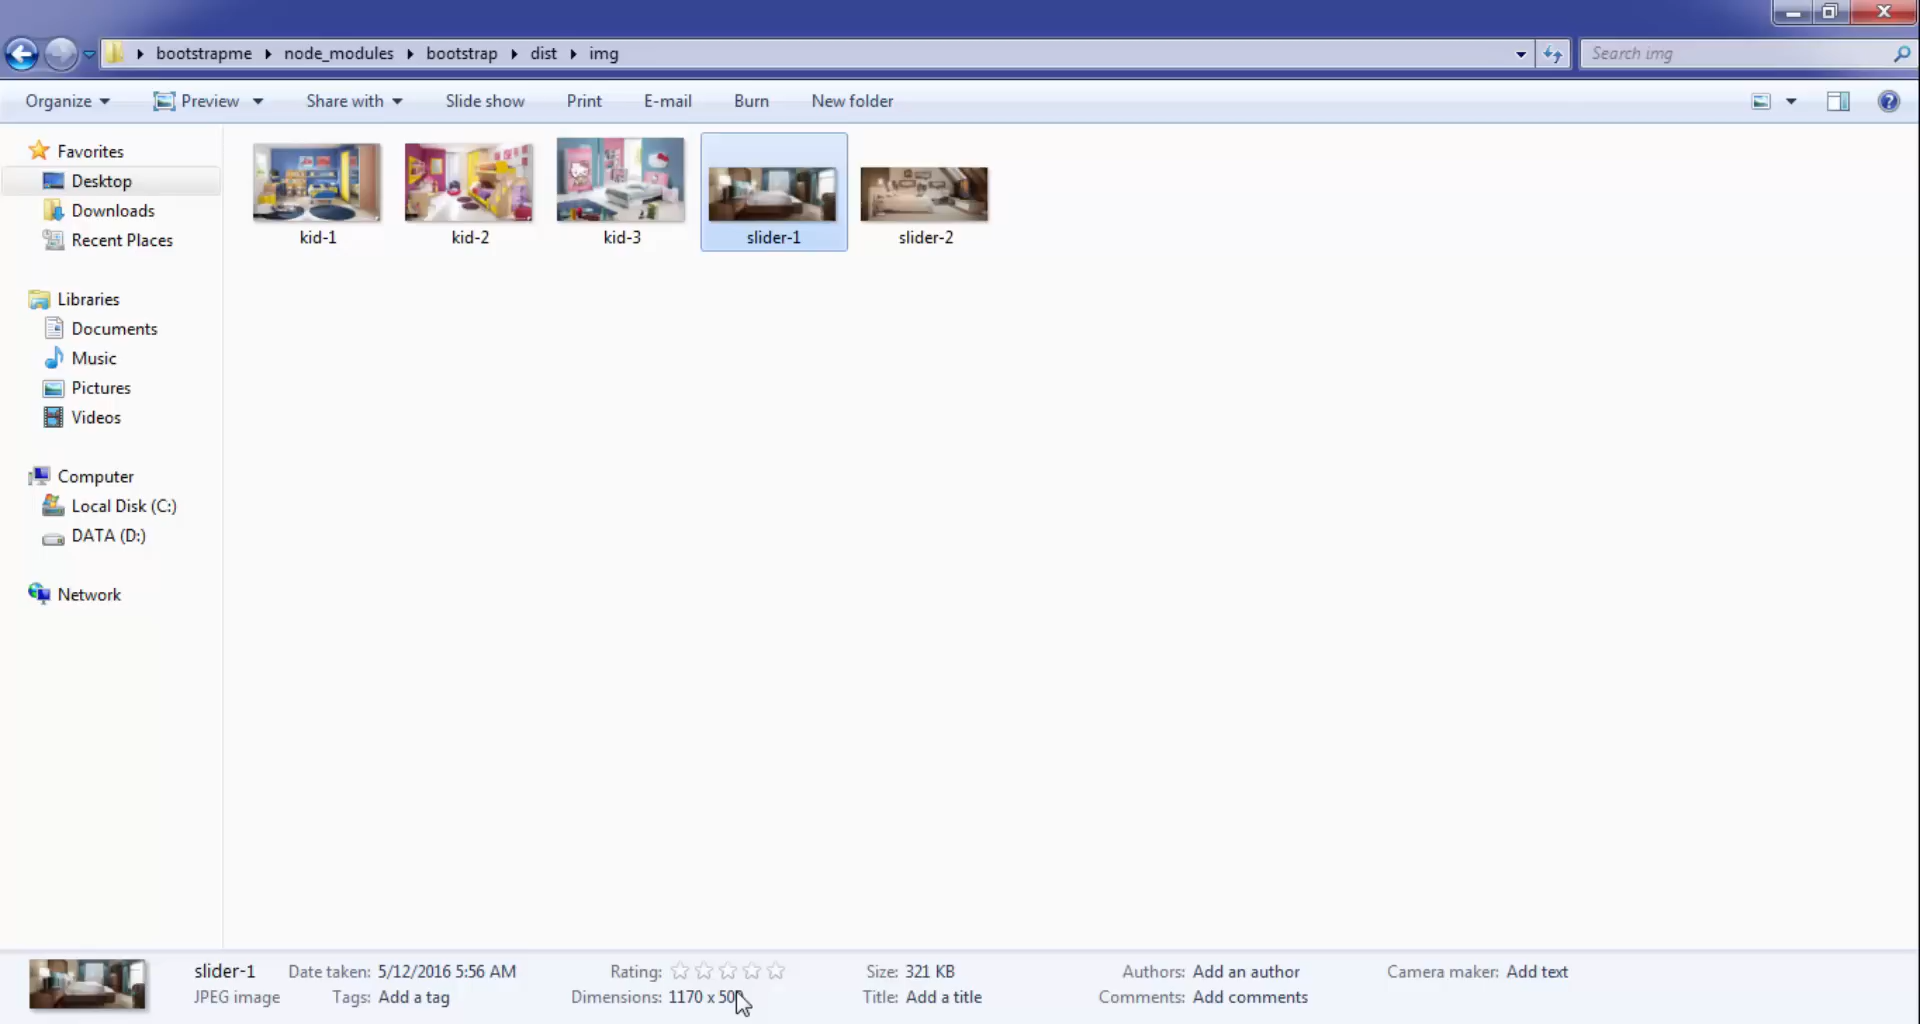 bootstrapme node_modules bootstrap dist img
Search img
Organize Preview Share with Slide show Print E-mail Burn New folder
Favorites
Desktop
Downloads
Recent Places
Libraries
Documents
Music
Pictures
Videos
Computer
Local Disk (C:)
DATA (D:)
Network
kid-1 kid-2 kid-3 slider-1 slider-2
slider-1 Date taken: 5/12/2016 5:56 AM Rating: Size: 321 KB Authors: Add an author Camera maker: Add text
JPEG image Tags: Add a tag Dimensions: 1170 x Title: Add a title Comments: Add comments